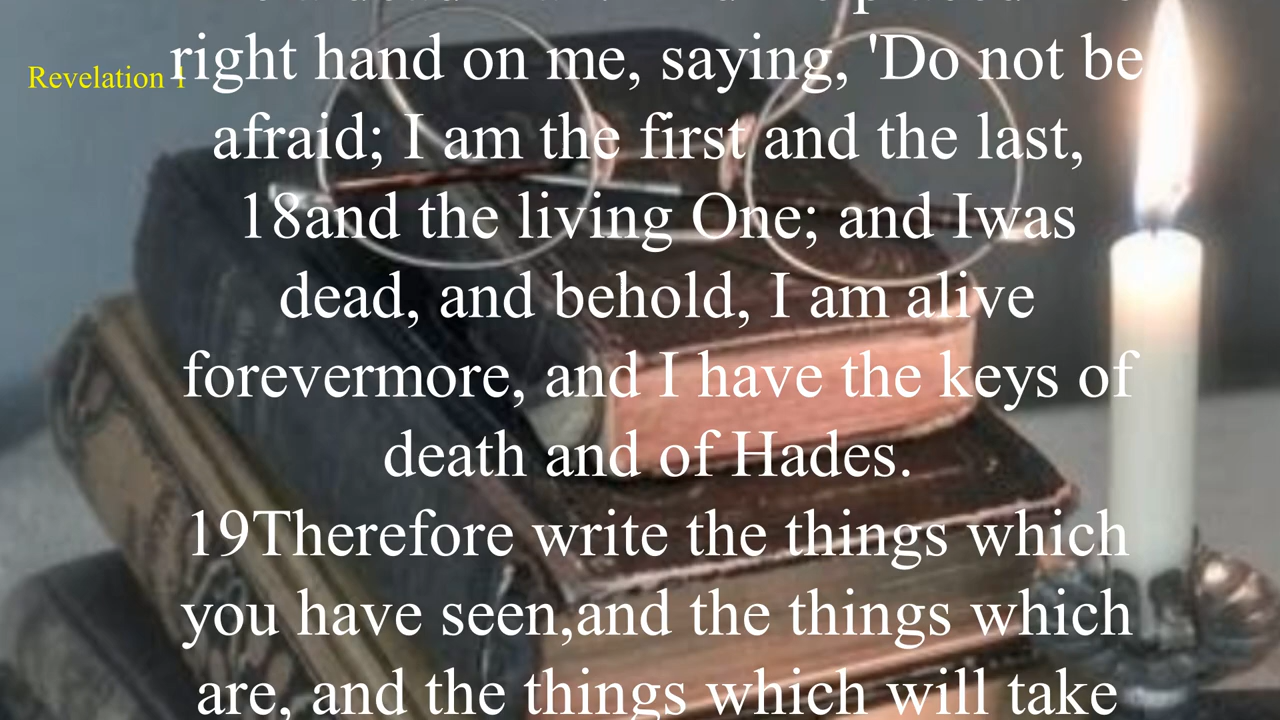 Revelation 1
right hand on me, saying, 'Do not be
afraid; I am the first and the last,
18and the living One; and Iwas
dead, and behold, I am alive
forevermore, and I have the keys of
death and of Hades.
19Therefore write the things which
you have seen,and the things which
are, and the things which will take